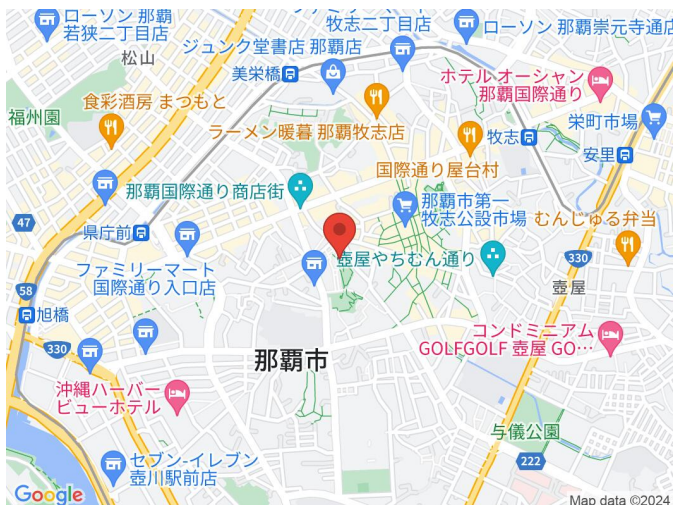 ローソン 那覇
若狭二丁目店
松山
牧志二丁目店
ローソン 那覇崇元寺通店
ジュンク堂書店 那覇店
美栄橋
ホテル オーシャン
那覇国際通り
福州園
食彩酒房 まつもと
ラーメン暖暮 那覇牧志店
牧志
栄町市場
安里
国際通り屋台村
那覇国際通り商店街
那覇市第一
牧志公設市場
むんじゅる弁当
47
県庁前
ファミリーマート
国際通り入口店
壺屋やちむん通り
330
壺屋
58
旭橋
330
那覇市
コンドミニアム
GOLFGOLF 壺屋 GO…
沖縄ハーバー
ビューホテル
与儀公園
222
セブン-イレブン
壺川駅前店
Google
Map data ©2024